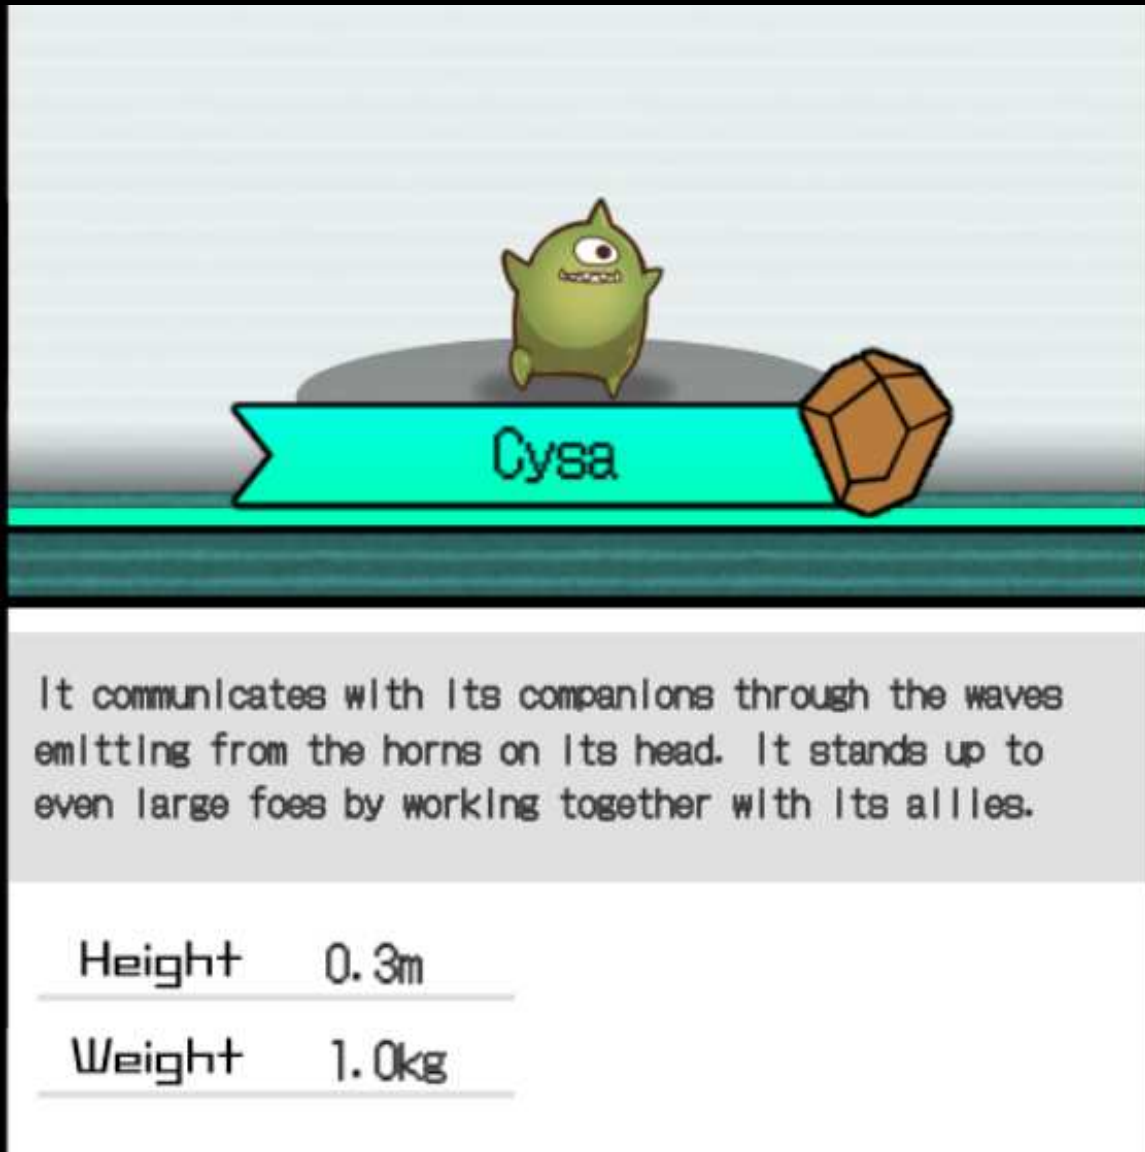 Cysa
It communicates with its companions through the waves
emitting from the horns on its head. It stands up to
even large foes by working together with its allies.
Height 0.3m
Weight 1.0kg